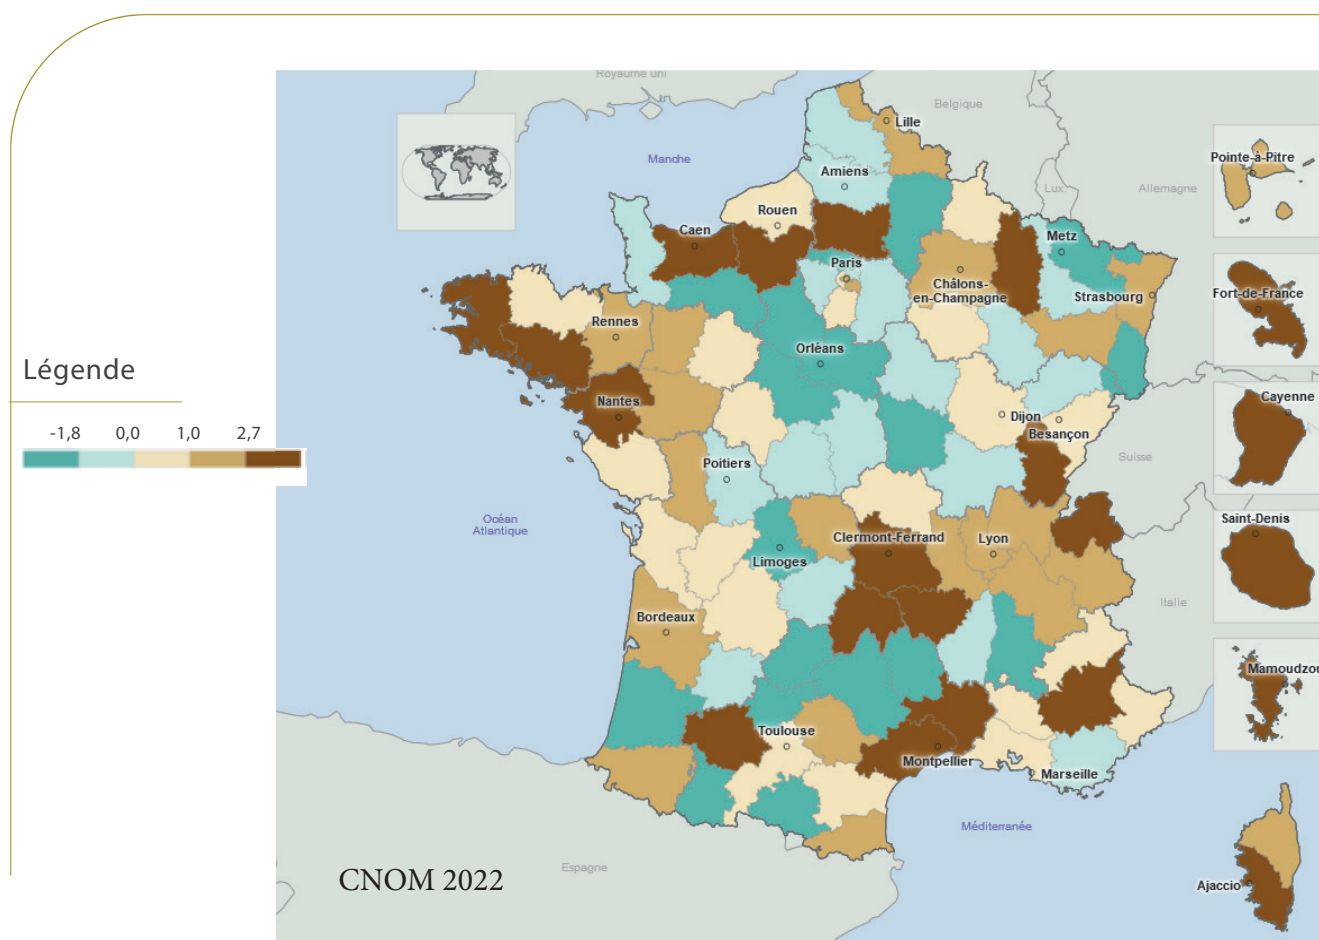 Royaume uni
Belgique
Lille
Manche
Pointe-à-Pitre
Amiens
Lux.
Allemagne
Rouen
Caen
Metz
Paris
Châlons-
en-Champagne
Strasbourg
Fort-de-France
Rennes
Orléans
Légende
Nantes
Cayenne
Dijon
Besançon
-1,8 0,0 1,0 2,7
Poitiers
Suisse
Océan
Atlantique
Saint-Denis
Clermont-Ferrand
Lyon
Limoges
Italie
Bordeaux
Mamoudzou
Toulouse
Montpellier
Marseille
Méditerranée
Espagne
CNOM 2022
Ajaccio